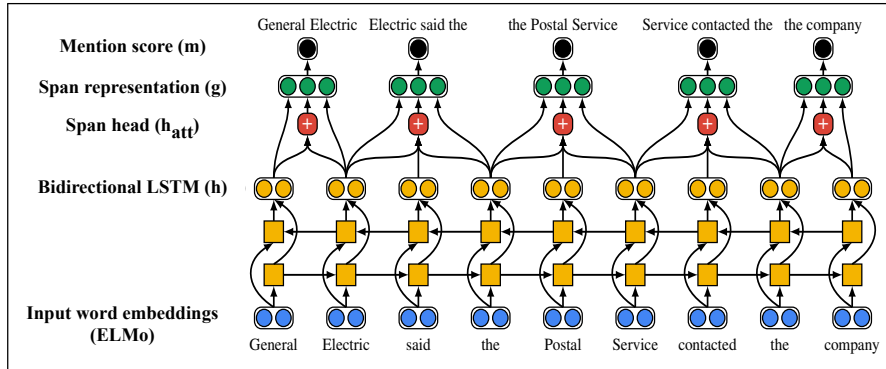 General Electric Electric said the the Postal Service Service contacted the the company
Mention score (m)
Span representation (g)
+ + + + +
Span head (hatt)
Bidirectional LSTM (h)
Input word embeddings
(ELMo)
General Electric said the Postal Service contacted the company